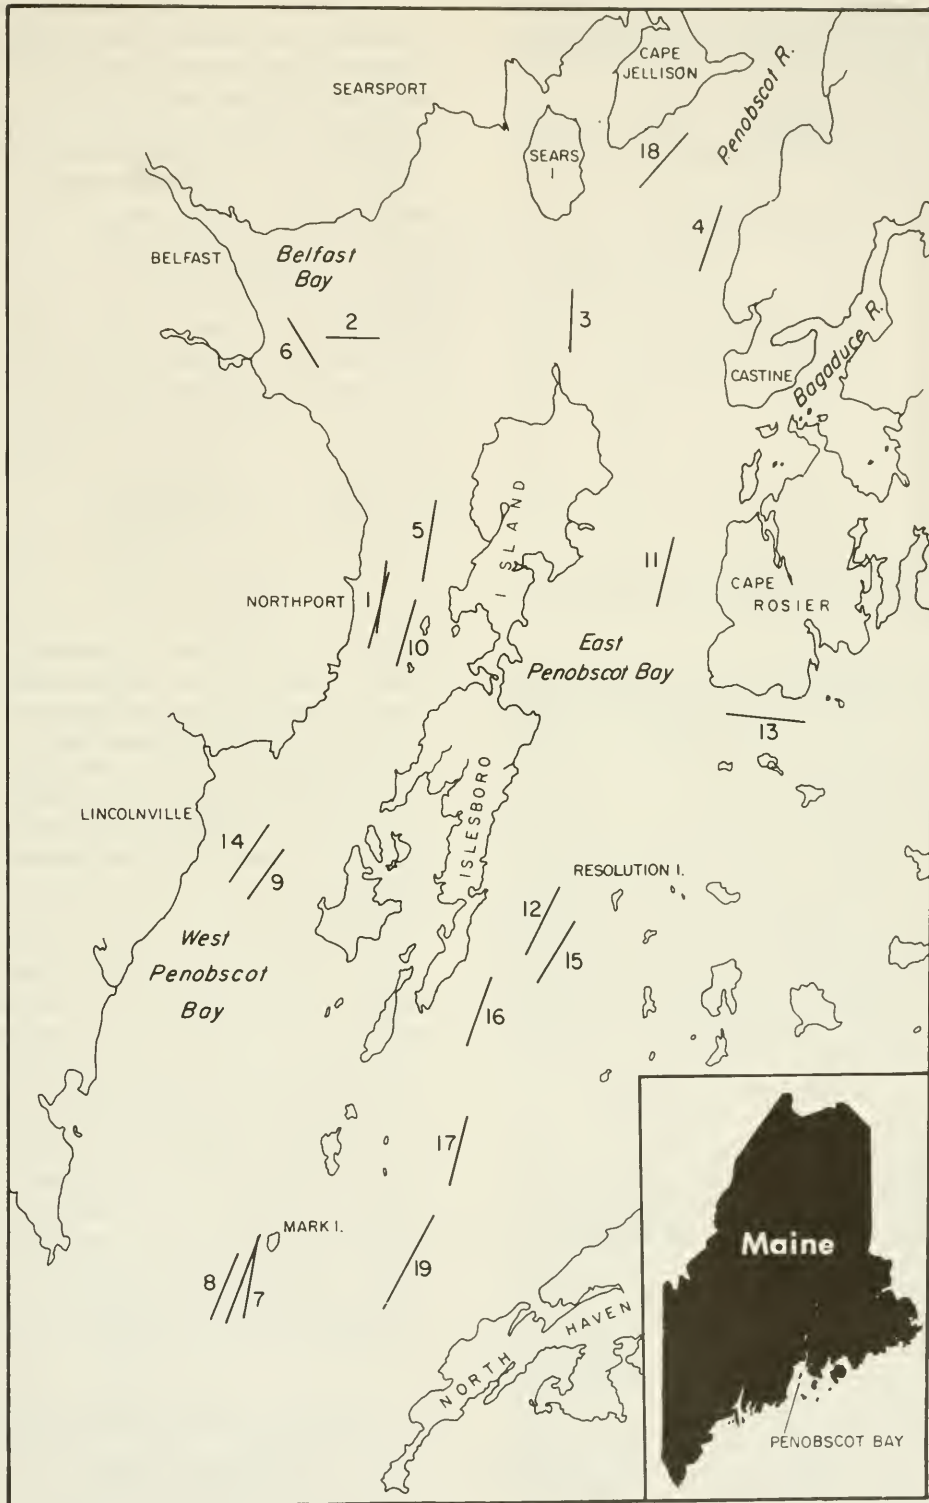 CAPE
JELLISON
Penobscot R.
SEARSPORT
SEARS
I
18
4
BELFAST
Belfast
Bay
2
3
6
CASTINE
Bagaduce R.
5
11
CAPE
ROSIER
NORTHPORT
1
10
ISLAND
East
Penobscot Bay
13
ISLESBORO
LINCOLNVILLE
14
9
RESOLUTION I.
12
15
West
Penobscot
Bay
16
17
MARK I.
8
7
19
NORTH HAVEN
Maine
PENOBSCOT BAY